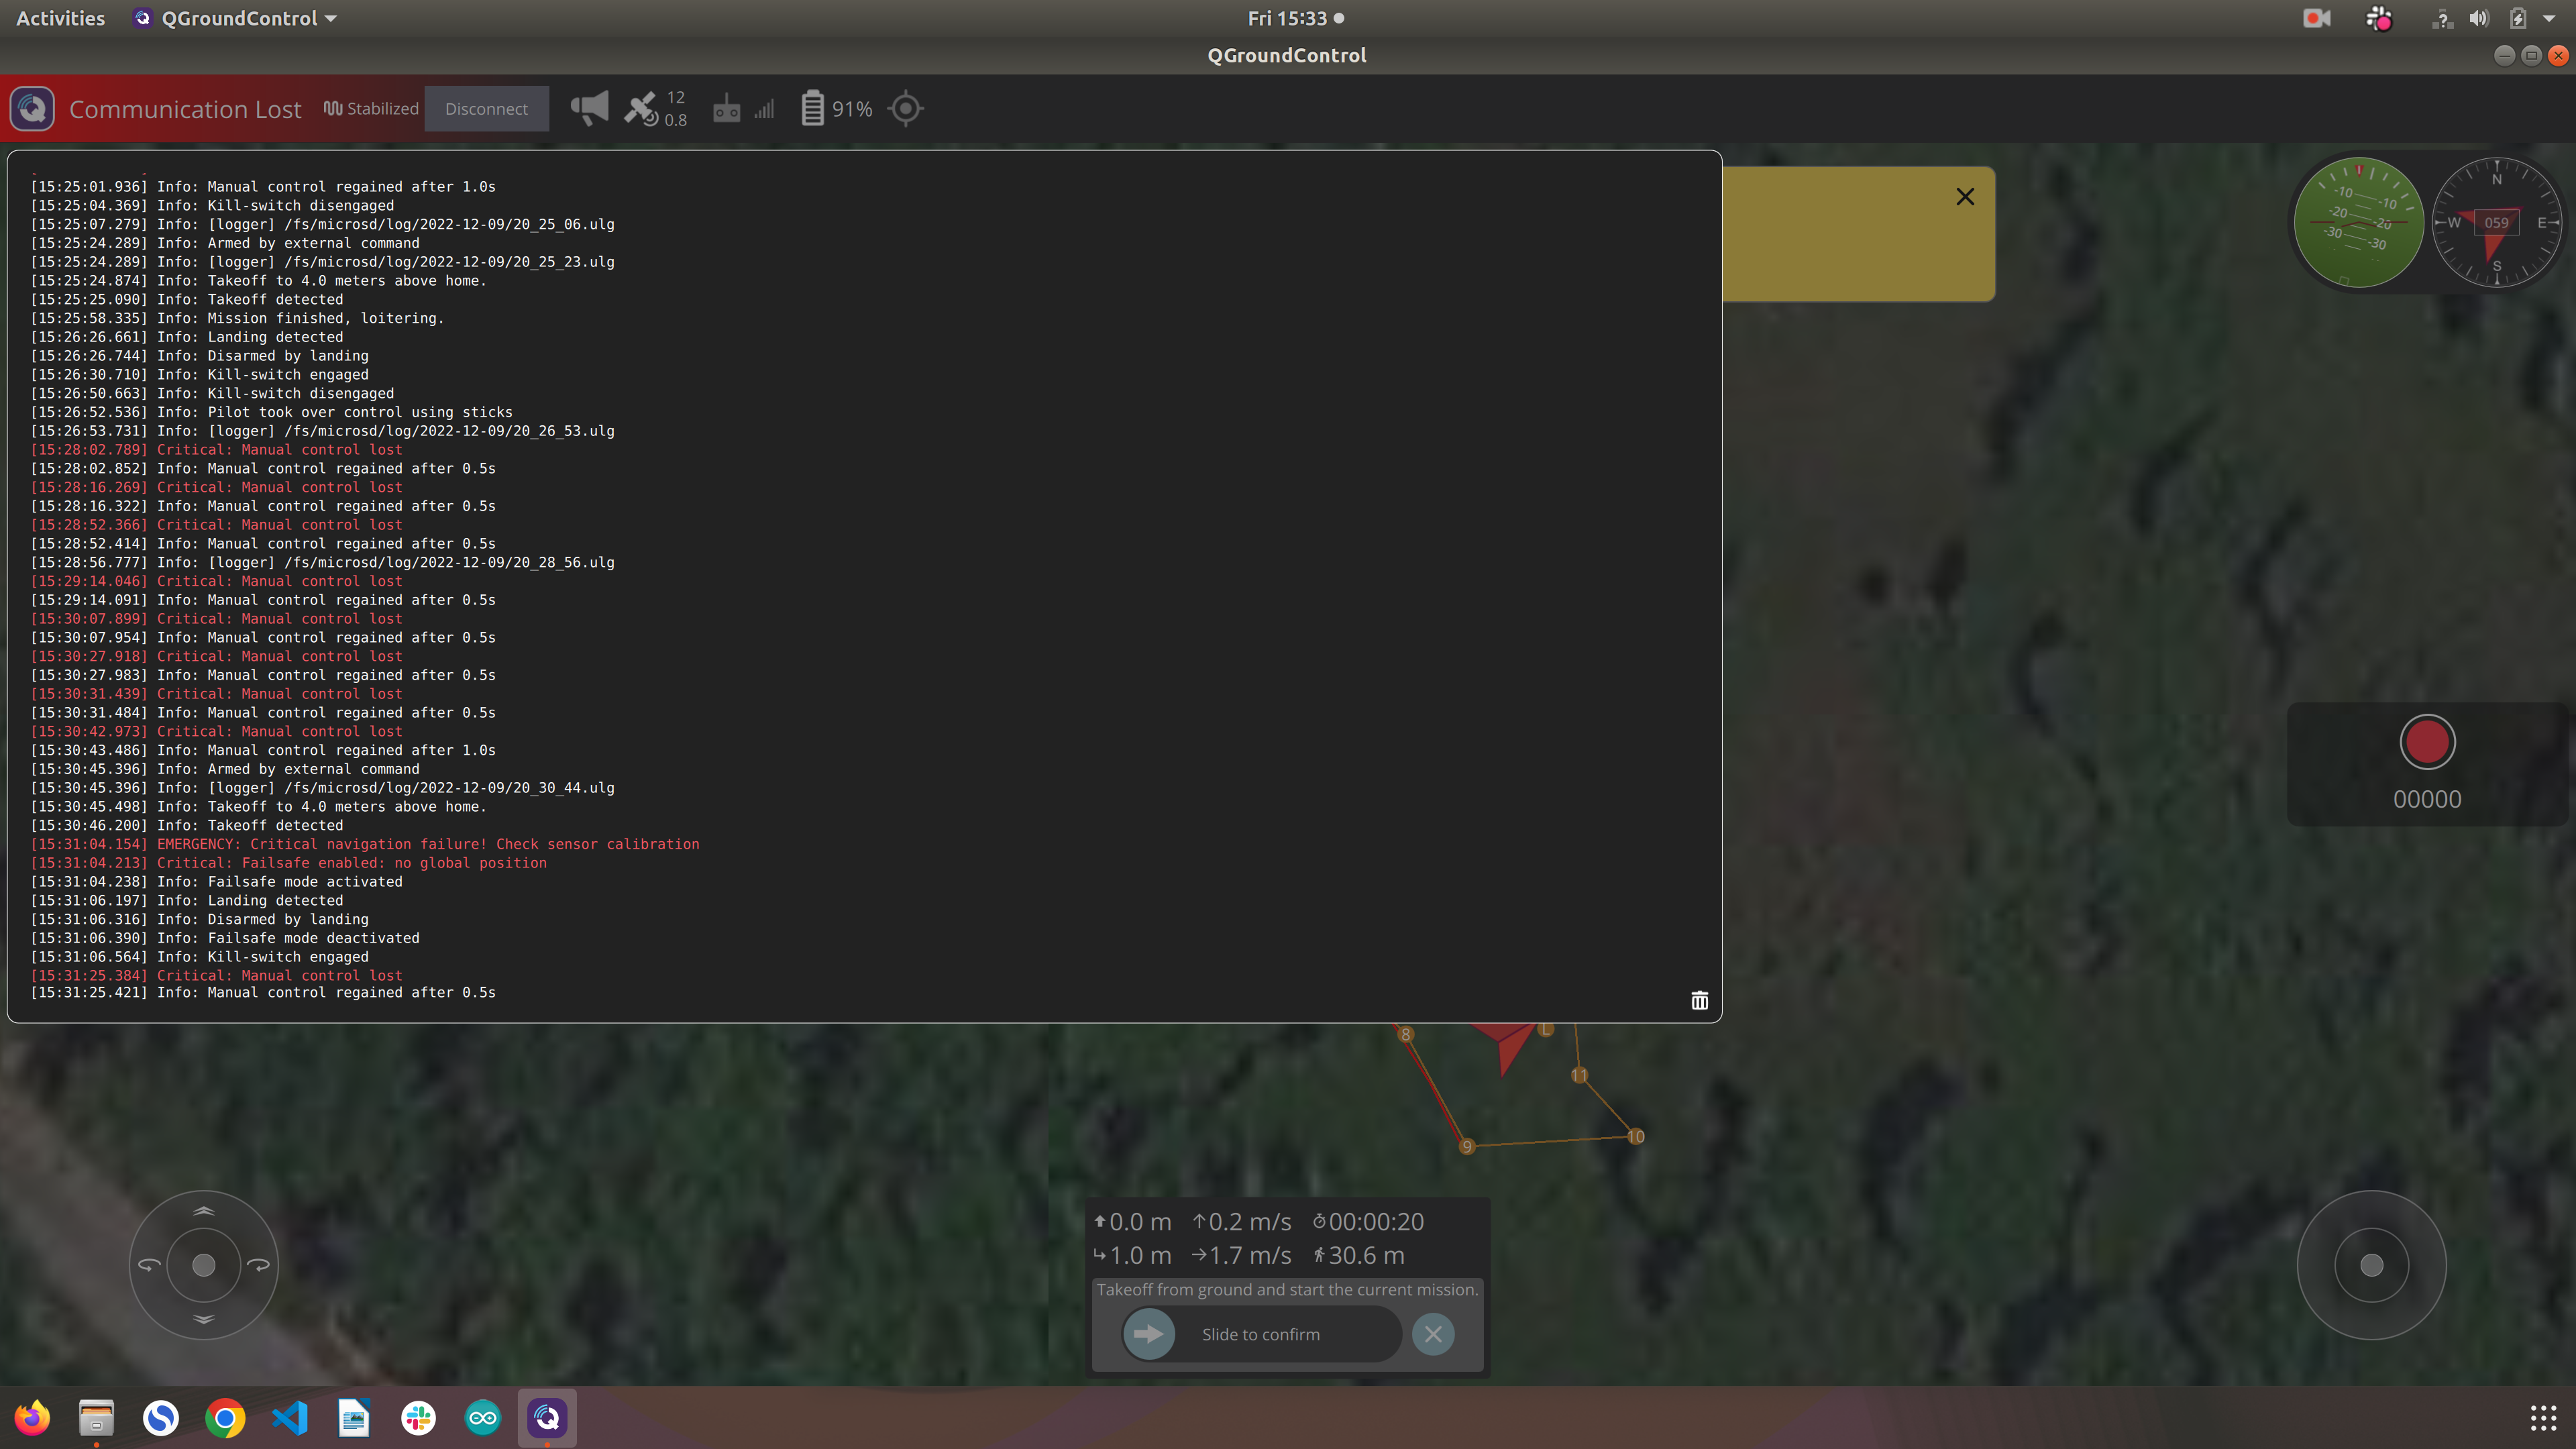 Activities QGroundControl Fri 15:33
QGroundControl
Communication Lost Stabilized Disconnect 12 0.8 91%
[15:25:01.936] Info: Manual control regained after 1.0s
[15:25:04.369] Info: Kill-switch disengaged
[15:25:07.279] Info: [logger] /fs/microsd/log/2022-12-09/20_25_06.ulg
[15:25:24.289] Info: Armed by external command
[15:25:24.289] Info: [logger] /fs/microsd/log/2022-12-09/20_25_23.ulg
[15:25:24.874] Info: Takeoff to 4.0 meters above home.
[15:25:25.090] Info: Takeoff detected
[15:25:58.335] Info: Mission finished, loitering.
[15:26:26.661] Info: Landing detected
[15:26:26.744] Info: Disarmed by landing
[15:26:30.710] Info: Kill-switch engaged
[15:26:50.663] Info: Kill-switch disengaged
[15:26:52.536] Info: Pilot took over control using sticks
[15:26:53.731] Info: [logger] /fs/microsd/log/2022-12-09/20_26_53.ulg
[15:28:02.789] Critical: Manual control lost
[15:28:02.852] Info: Manual control regained after 0.5s
[15:28:16.269] Critical: Manual control lost
[15:28:16.322] Info: Manual control regained after 0.5s
[15:28:52.366] Critical: Manual control lost
[15:28:52.414] Info: Manual control regained after 0.5s
[15:28:56.777] Info: [logger] /fs/microsd/log/2022-12-09/20_28_56.ulg
[15:29:14.046] Critical: Manual control lost
[15:29:14.091] Info: Manual control regained after 0.5s
[15:30:07.899] Critical: Manual control lost
[15:30:07.954] Info: Manual control regained after 0.5s
[15:30:27.918] Critical: Manual control lost
[15:30:27.983] Info: Manual control regained after 0.5s
[15:30:31.439] Critical: Manual control lost
[15:30:31.484] Info: Manual control regained after 0.5s
[15:30:42.973] Critical: Manual control lost
[15:30:43.486] Info: Manual control regained after 1.0s
[15:30:45.396] Info: Armed by external command
[15:30:45.396] Info: [logger] /fs/microsd/log/2022-12-09/20_30_44.ulg
[15:30:45.498] Info: Takeoff to 4.0 meters above home.
[15:30:46.200] Info: Takeoff detected
[15:31:04.154] EMERGENCY: Critical navigation failure! Check sensor calibration
[15:31:04.213] Critical: Failsafe enabled: no global position
[15:31:04.238] Info: Failsafe mode activated
[15:31:06.197] Info: Landing detected
[15:31:06.316] Info: Disarmed by landing
[15:31:06.390] Info: Failsafe mode deactivated
[15:31:06.564] Info: Kill-switch engaged
[15:31:25.384] Critical: Manual control lost
[15:31:25.421] Info: Manual control regained after 0.5s
-10 -10
-20 -20
-30 -30
N
W 059 E
S
00000
8 L
11
10
9
0.0 m 0.2 m/s 00:00:20
1.0 m 1.7 m/s 30.6 m
Takeoff from ground and start the current mission.
Slide to confirm